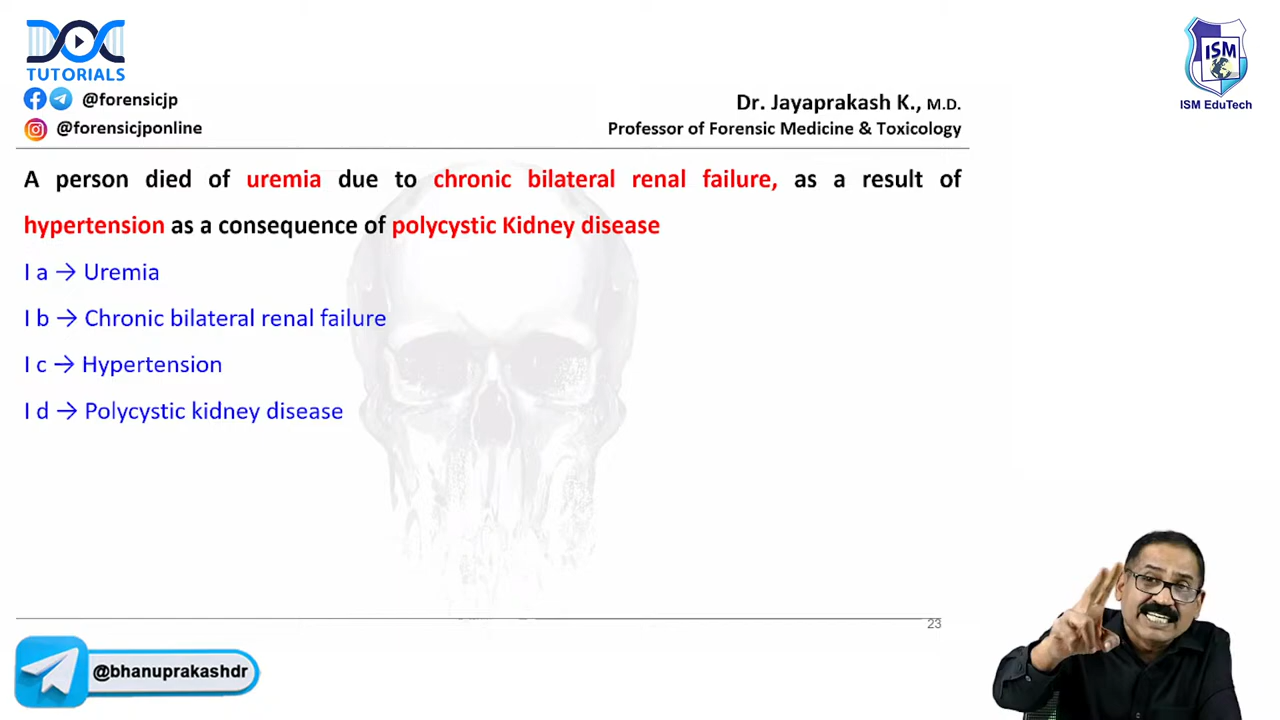 DOC
TUTORIALS
@forensicjp
@forensicjponline
ISM
ISM EduTech
Dr. Jayaprakash K., M.D.
Professor of Forensic Medicine & Toxicology
A person died of uremia due to chronic bilateral renal failure, as a result of
hypertension as a consequence of polycystic Kidney disease
I a → Uremia
I b → Chronic bilateral renal failure
I c → Hypertension
I d → Polycystic kidney disease
23
@bhanuprakashdr